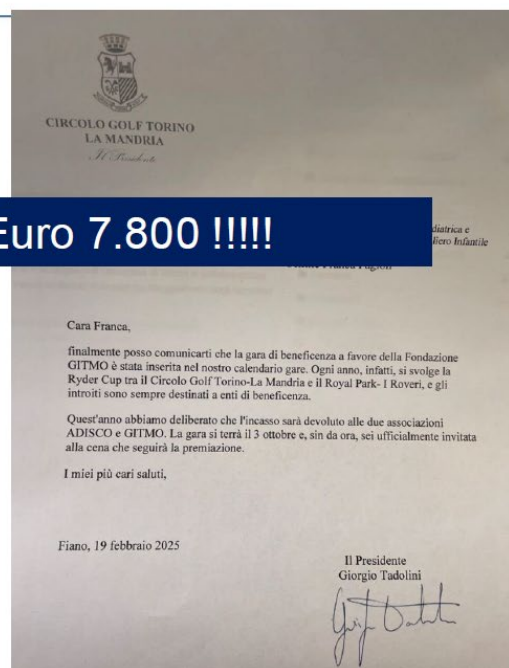 CIRCOLO GOLF TORINO
LA MANDRIA
Il Presidente
Euro 7.800 !!!!!
diatrica e
liero Infantile
Cara Franca,
finalmente posso comunicarti che la gara di beneficenza a favore della Fondazione
GITMO è stata inserita nel nostro calendario gare. Ogni anno, infatti, si svolge la
Ryder Cup tra il Circolo Golf Torino-La Mandria e il Royal Park- I Roveri, e gli
introiti sono sempre destinati a enti di beneficenza.
Quest'anno abbiamo deliberato che l'incasso sarà devoluto alle due associazioni
ADISCO e GITMO. La gara si terrà il 3 ottobre e, sin da ora, sei ufficialmente invitata
alla cena che seguirà la premiazione.
I miei più cari saluti,
Fiano, 19 febbraio 2025
Il Presidente
Giorgio Tadolini